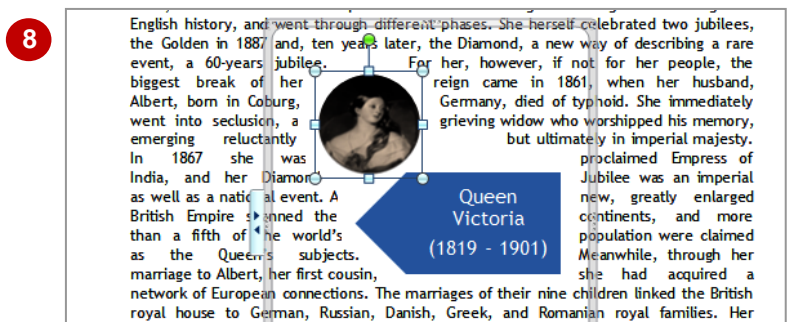 8
English history, and went through different phases. She herself celebrated two jubilees,
the Golden in 1887 and, ten years later, the Diamond, a new way of describing a rare
event, a 60-years jubilee. For her, however, if not for her people, the
biggest break of her reign came in 1861, when her husband,
Albert, born in Coburg, Germany, died of typhoid. She immediately
went into seclusion, a grieving widow who worshipped his memory,
emerging reluctantly but ultimately in imperial majesty.
In 1867 she was proclaimed Empress of
India, and her Diamond Jubilee was an imperial
as well as a national event. A new, greatly enlarged
British Empire spanned the continents, and more
than a fifth of the world's population were claimed
as the Queen's subjects. Meanwhile, through her
marriage to Albert, her first cousin, she had acquired a
network of European connections. The marriages of their nine children linked the British
royal house to German, Russian, Danish, Greek, and Romanian royal families. Her
Queen
Victoria
(1819 - 1901)